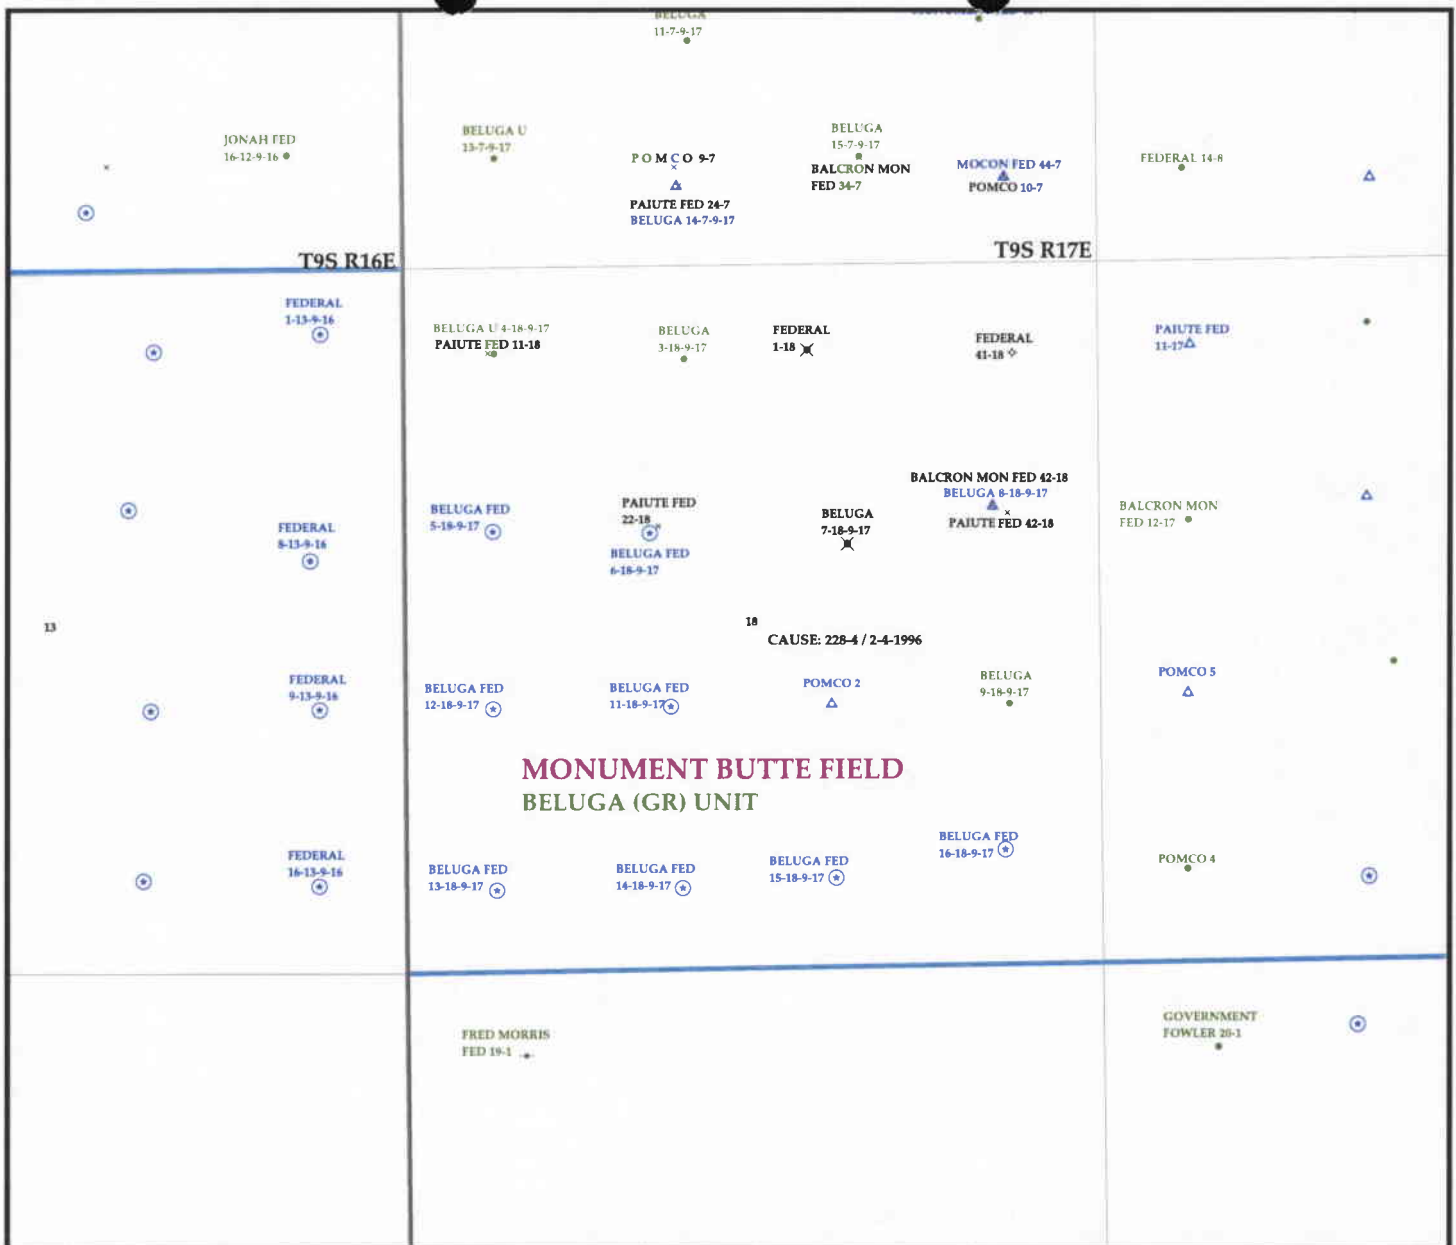 BELUGA
11-7-9-17
JONAH FED
16-12-9-16
BELUGA U
13-7-9-17
POMCO 9-7
PAIUTE FED 24-7
BELUGA 14-7-9-17
BELUGA
15-7-9-17
BALCRON MON
FED 34-7
MOCON FED 44-7
POMCO 10-7
FEDERAL 14-8
T9S R16E
T9S R17E
FEDERAL
1-13-9-16
BELUGA U 4-18-9-17
PAIUTE FED 11-18
BELUGA
3-18-9-17
FEDERAL
1-18
FEDERAL
41-18
PAIUTE FED
11-17
FEDERAL
8-13-9-16
BELUGA FED
5-18-9-17
PAIUTE FED
22-18
BELUGA FED
6-18-9-17
BELUGA
7-18-9-17
BALCRON MON FED 42-18
BELUGA 8-18-9-17
PAIUTE FED 42-18
BALCRON MON
FED 12-17
13
18
CAUSE: 228-4 / 2-4-1996
FEDERAL
9-13-9-16
BELUGA FED
12-18-9-17
BELUGA FED
11-18-9-17
POMCO 2
BELUGA
9-18-9-17
POMCO 5
MONUMENT BUTTE FIELD
BELUGA (GR) UNIT
FEDERAL
16-13-9-16
BELUGA FED
13-18-9-17
BELUGA FED
14-18-9-17
BELUGA FED
15-18-9-17
BELUGA FED
16-18-9-17
POMCO 4
FRED MORRIS
FED 19-1
GOVERNMENT
FOWLER 20-1